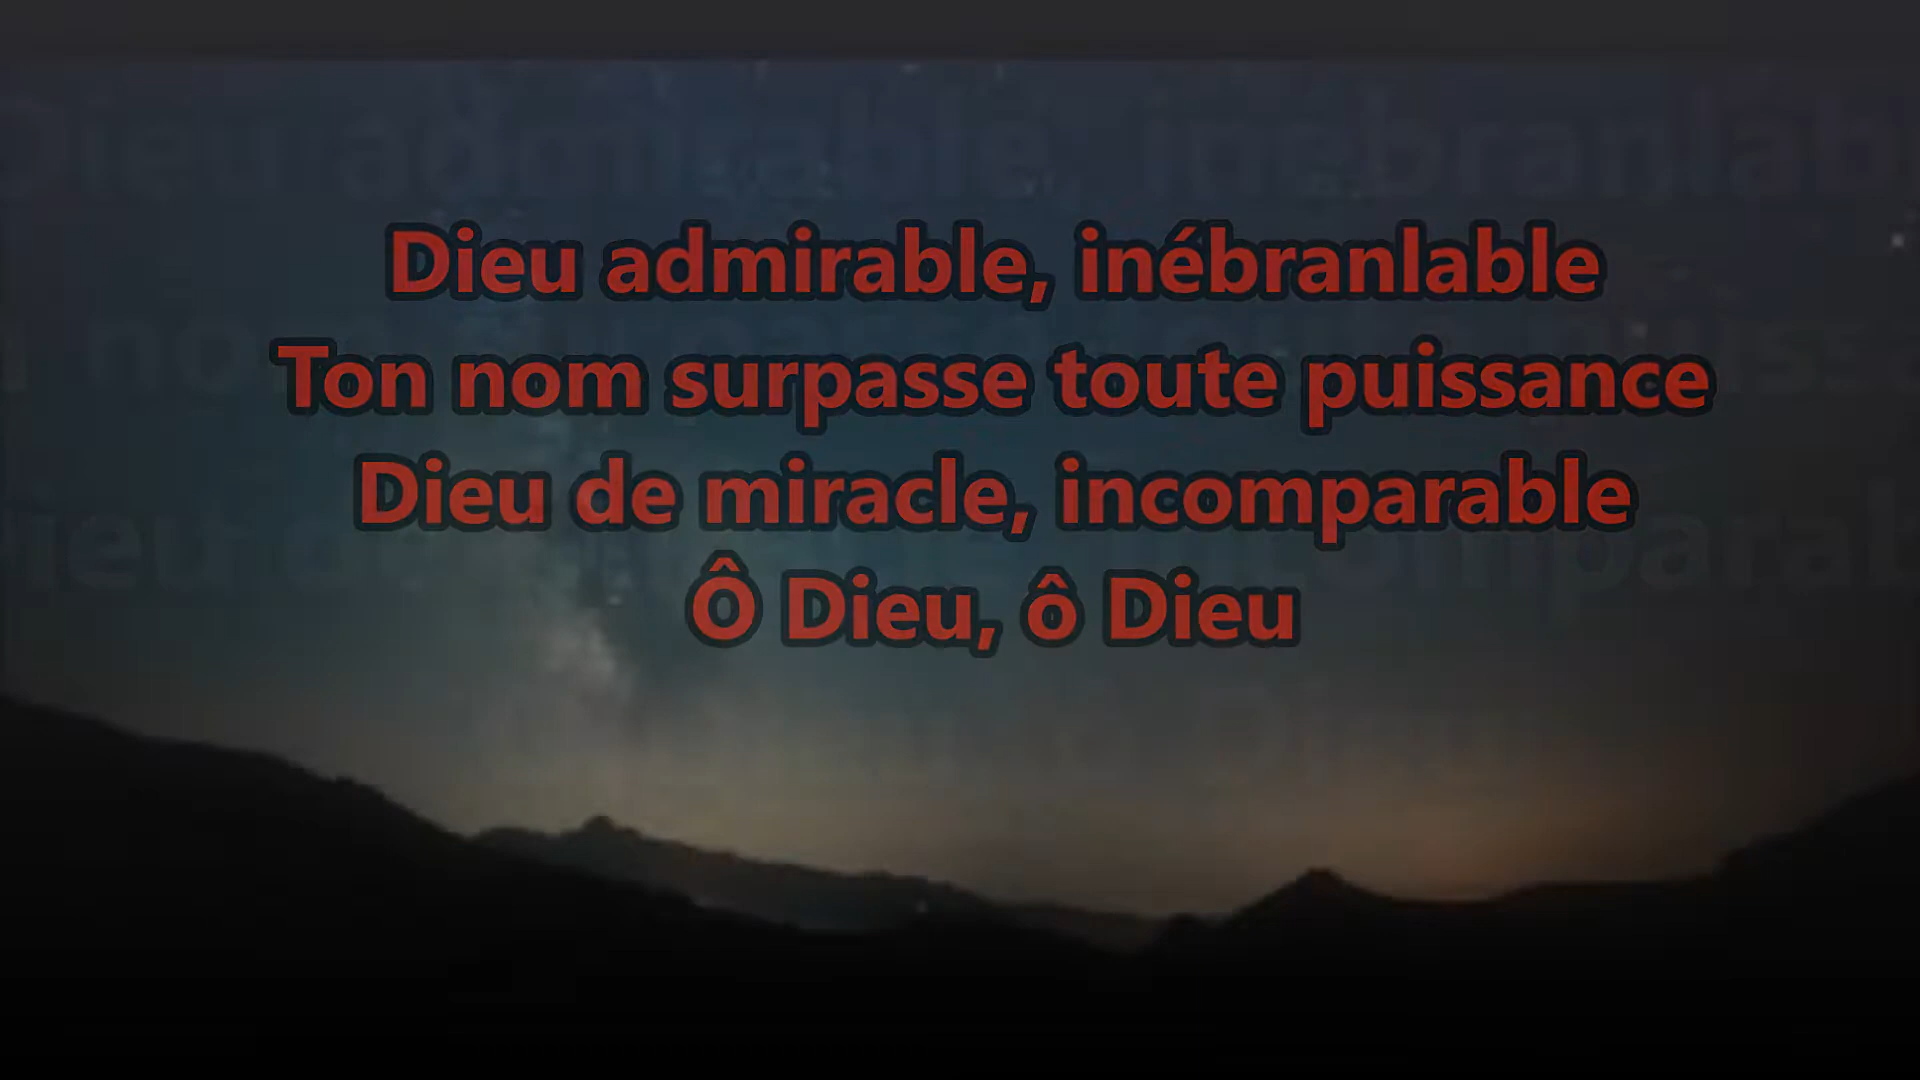 Dieu admirable, inébranlable
Ton nom surpasse toute puissance
Dieu de miracle, incomparable
Ô Dieu, ô Dieu